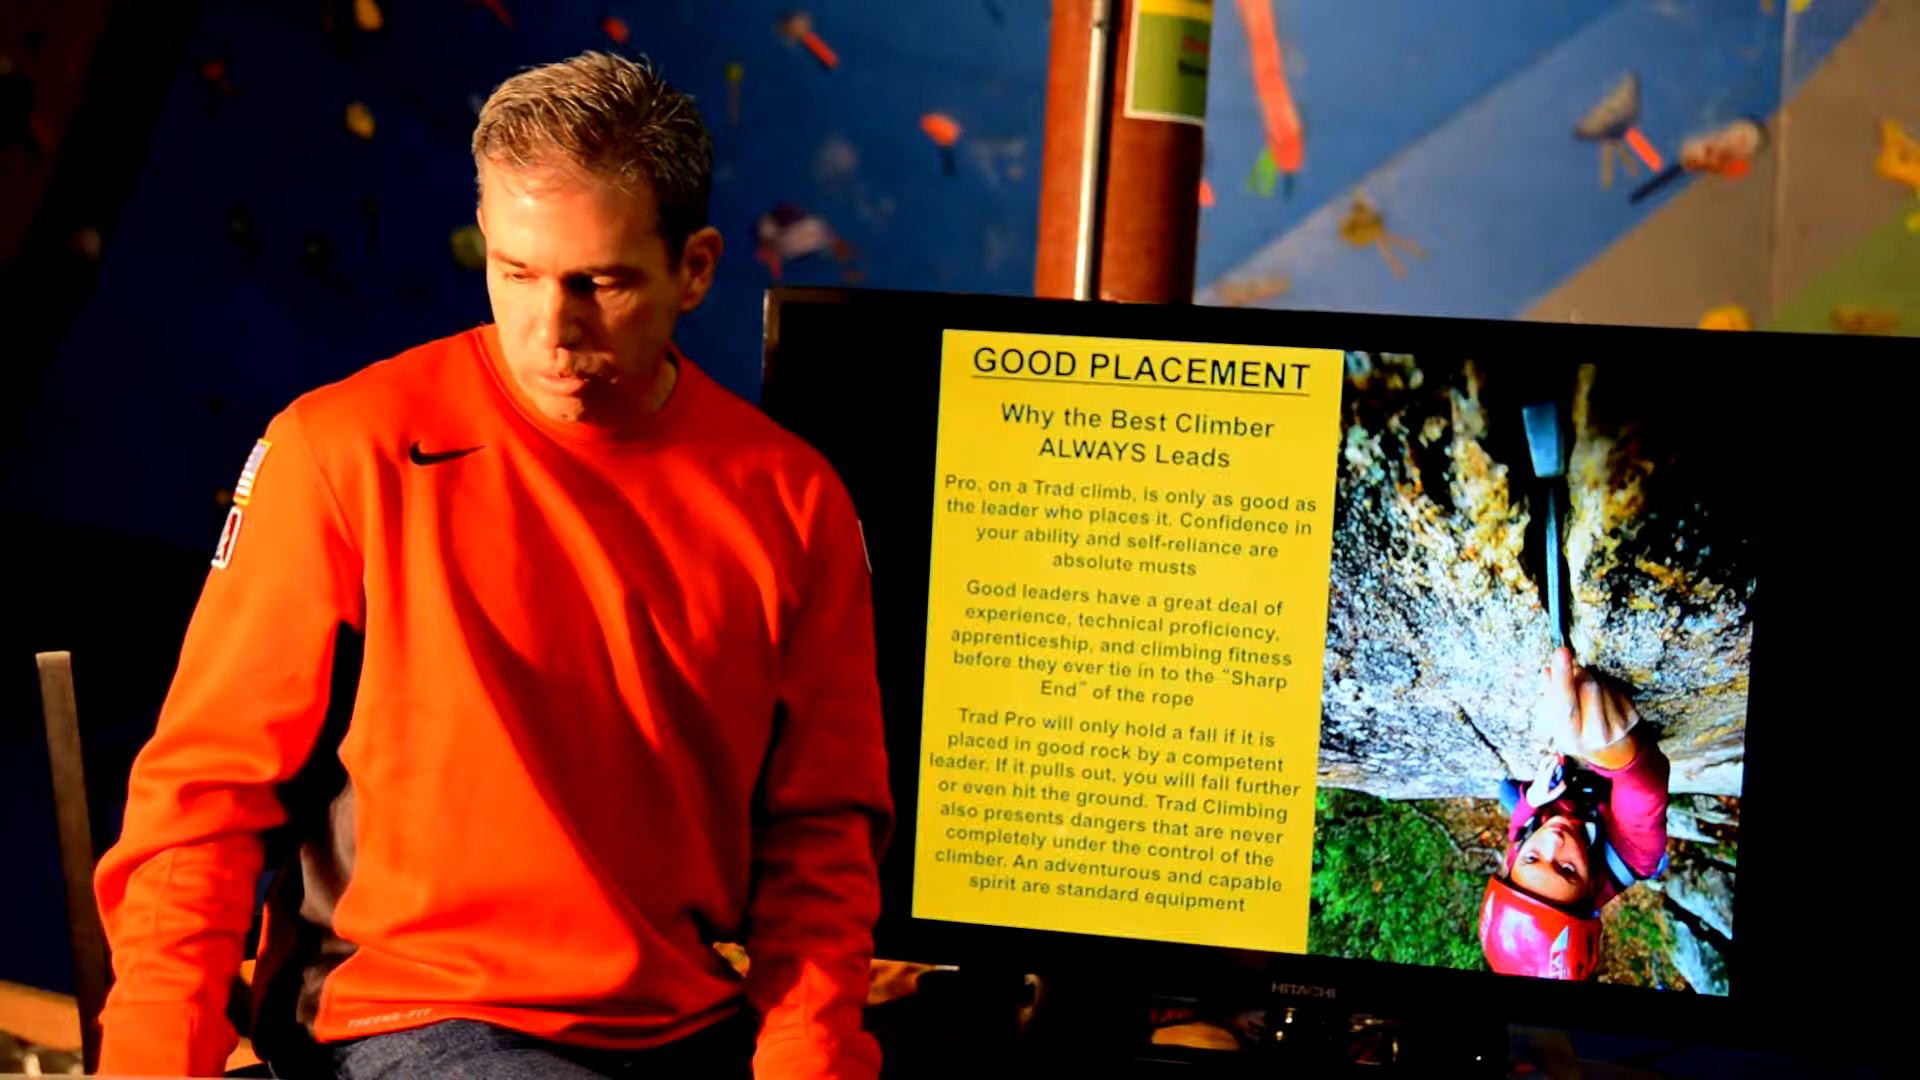 GOOD PLACEMENT
Why the Best Climber
ALWAYS Leads
Pro, on a Trad climb, is only as good as
the leader who places it. Confidence in
your ability and self-reliance are
absolute musts
Good leaders have a great deal of
experience, technical proficiency,
apprenticeship, and climbing fitness
before they ever tie in to the "Sharp
End" of the rope
Trad Pro will only hold a fall if it is
placed in good rock by a competent
leader. If it pulls out, you will fall further
or even hit the ground. Trad Climbing
also presents dangers that are never
completely under the control of the
climber. An adventurous and capable
spirit are standard equipment
HITACHI
THERMA-FIT